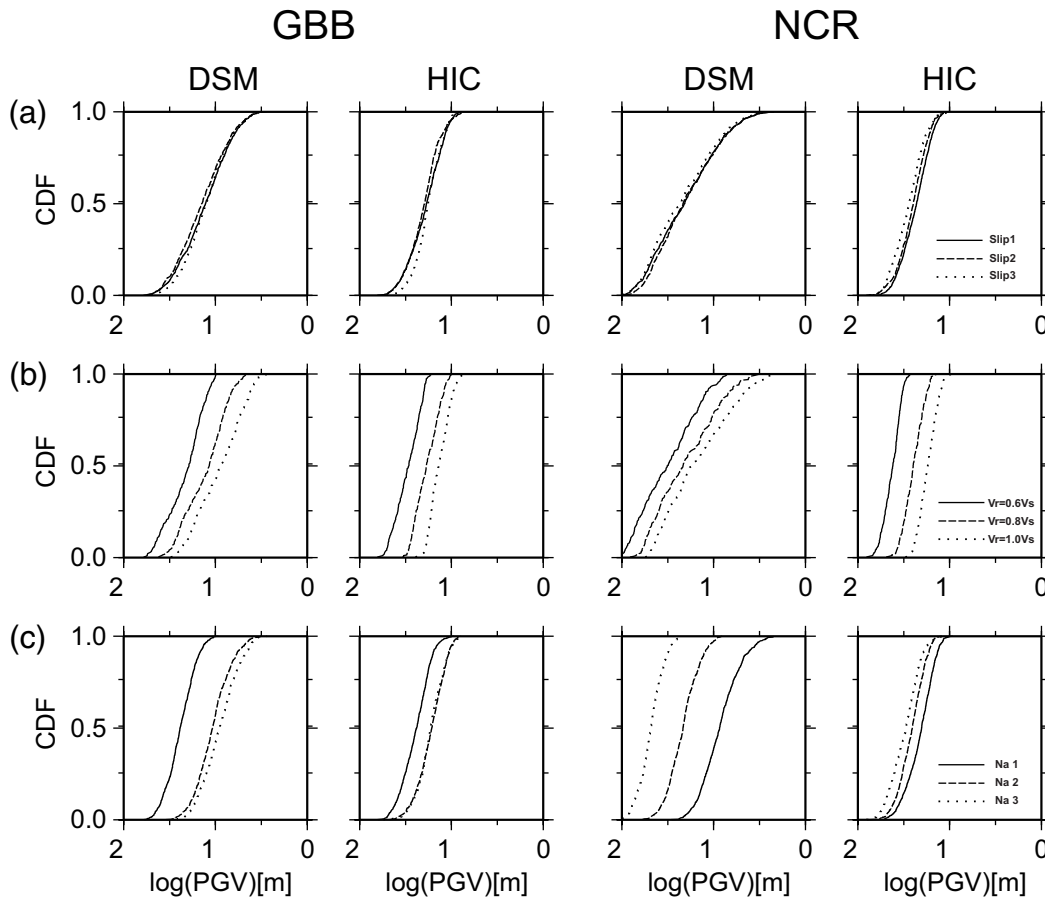 GBB NCR
DSM HIC DSM HIC
(a)
1.0
0.5
0.0
CDF
Slip1
Slip2
Slip3
2 1 0 2 1 0 2 1 0 2 1 0
(b)
1.0
0.5
0.0
CDF
Vr=0.6Vs
Vr=0.8Vs
Vr=1.0Vs
2 1 0 2 1 0 2 1 0 2 1 0
(c)
1.0
0.5
0.0
CDF
Na 1
Na 2
Na 3
2 1 0 2 1 0 2 1 0 2 1 0
log(PGV)[m] log(PGV)[m] log(PGV)[m] log(PGV)[m]